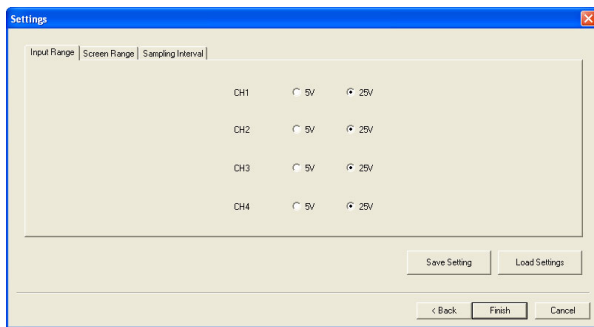 Settings
Input Range Screen Range Sampling Interval
CH1 5V 25V
CH2 5V 25V
CH3 5V 25V
CH4 5V 25V
Save Setting Load Settings
< Back Finish Cancel